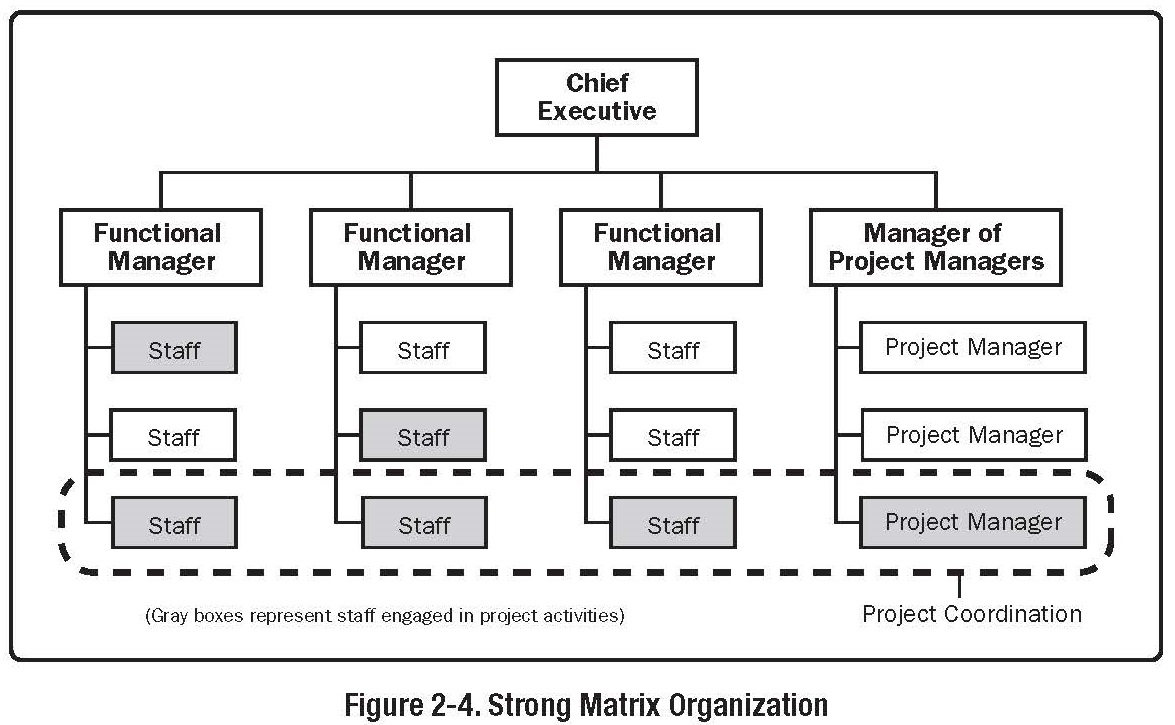 Chief
Executive
Functional
Manager
Functional
Manager
Functional
Manager
Manager of
Project Managers
Staff
Staff
Staff
Project Manager
Staff
Staff
Staff
Project Manager
Staff
Staff
Staff
Project Manager
(Gray boxes represent staff engaged in project activities)
Project Coordination
Figure 2-4. Strong Matrix Organization